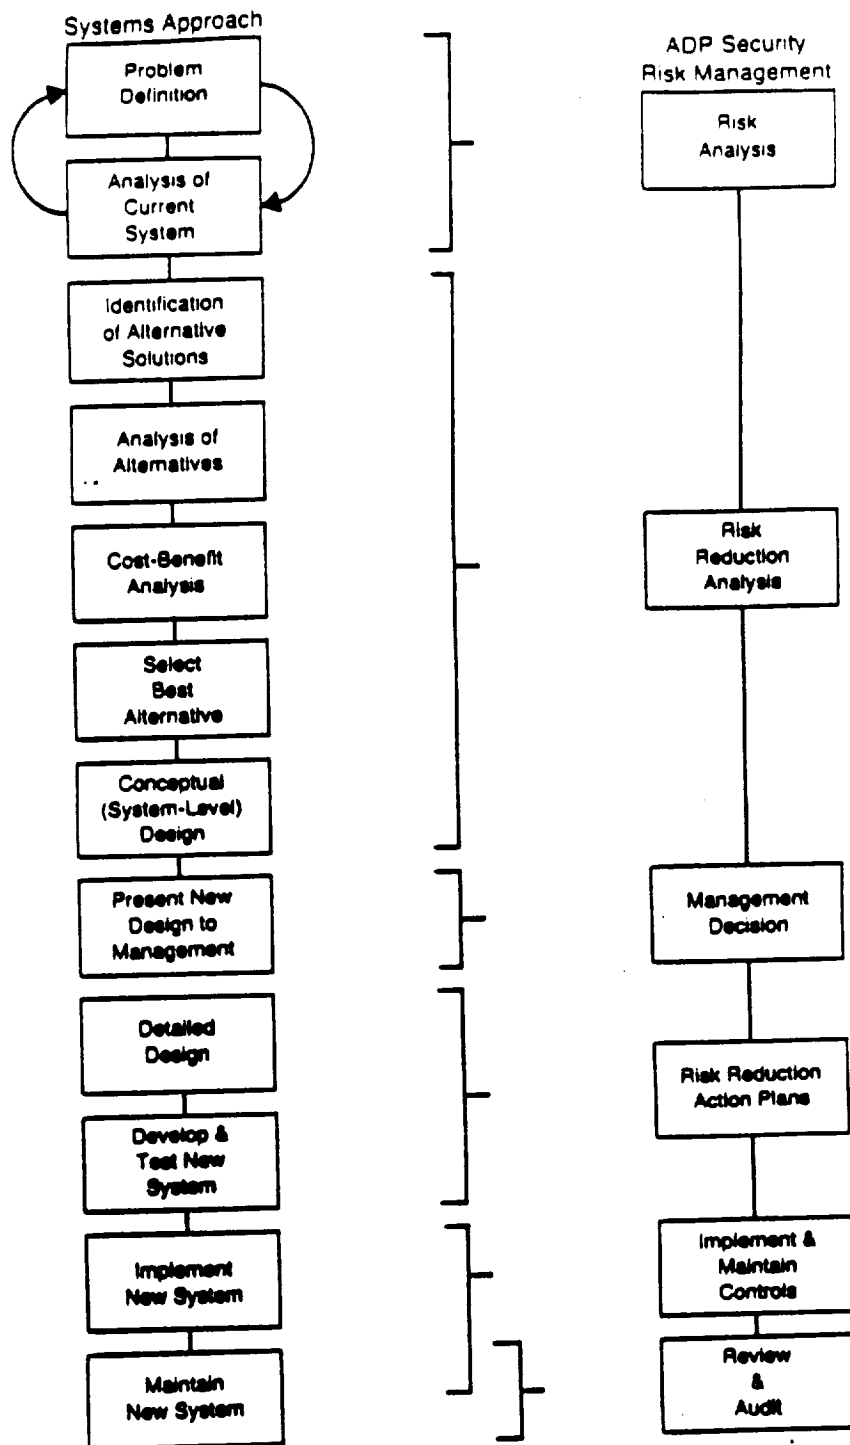 Systems Approach
Problem
Definition
Analysis of
Current
System
Identification
of Alternative
Solutions
Analysis of
Alternatives
Cost-Benefit
Analysis
Select
Best
Alternative
Conceptual
(System-Level)
Design
Present New
Design to
Management
Detailed
Design
Develop &
Test New
System
Implement
New System
Maintain
New System
ADP Security
Risk Management
Risk
Analysis
Risk
Reduction
Analysis
Management
Decision
Risk Reduction
Action Plans
Implement &
Maintain
Controls
Review
&
Audit